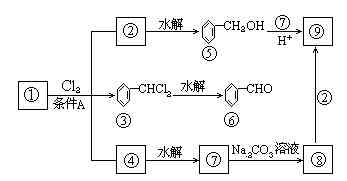 ② 水解 CH₂OH ⑦ H⁺ ⑨
⑤
① Cl₂ 条件A CHCl₂ 水解 CHO ②
③ ⑥
④ 水解 ⑦ Na₂CO₃溶液 ⑧